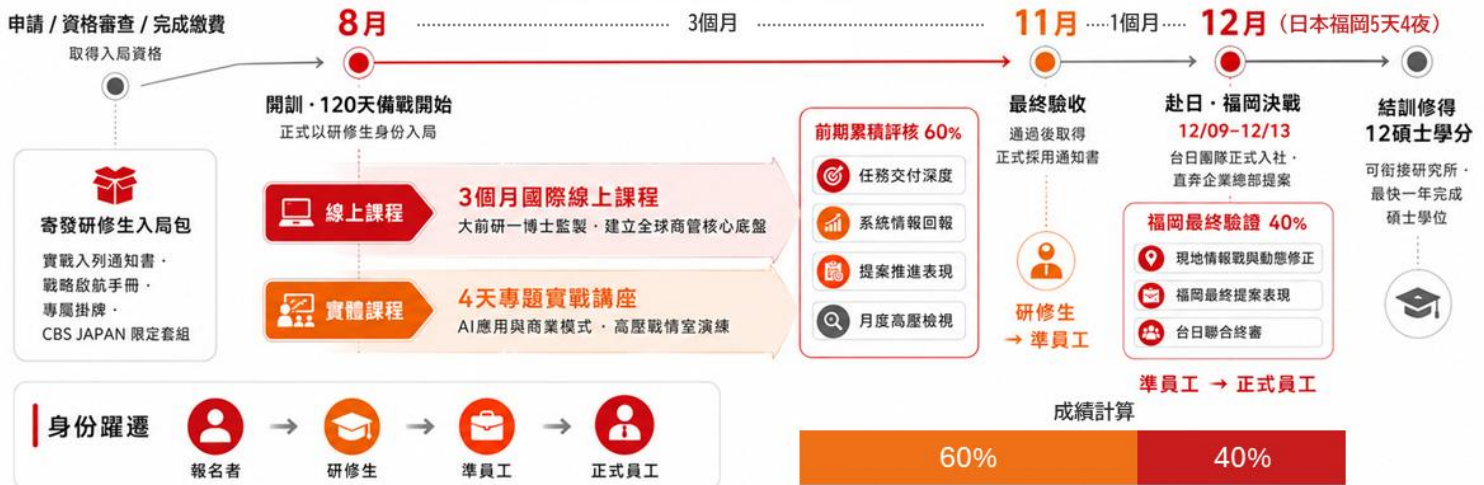 申請 / 資格審查 / 完成繳費
取得入局資格
8月
3個月
11月
1個月
12月（日本福岡5天4夜）
寄發研修生入局包
實戰入列通知書．
戰略啟航手冊．
專屬掛牌．
CBS JAPAN 限定套組
開訓．120天備戰開始
正式以研修生身份入局
線上課程
3個月國際線上課程
大前研一博士監製．建立全球商管核心底盤
實體課程
4天專題實戰講座
AI應用與商業模式 ．高壓戰情室演練
前期累積評核 60%
任務交付深度
系統情報回報
提案推進表現
月度高壓檢視
最終驗收
通過後取得
正式採用通知書
研修生
→ 準員工
赴日．福岡決戰
12/09–12/13
台日團隊正式入社．
直奔企業總部提案
福岡最終驗證 40%
現地情報戰與動態修正
福岡最終提案表現
台日聯合終審
準員工 → 正式員工
結訓修得
12碩士學分
可銜接研究所．
最快一年完成
碩士學位
身份躍遷
報名者
研修生
準員工
正式員工
成績計算
60%
40%